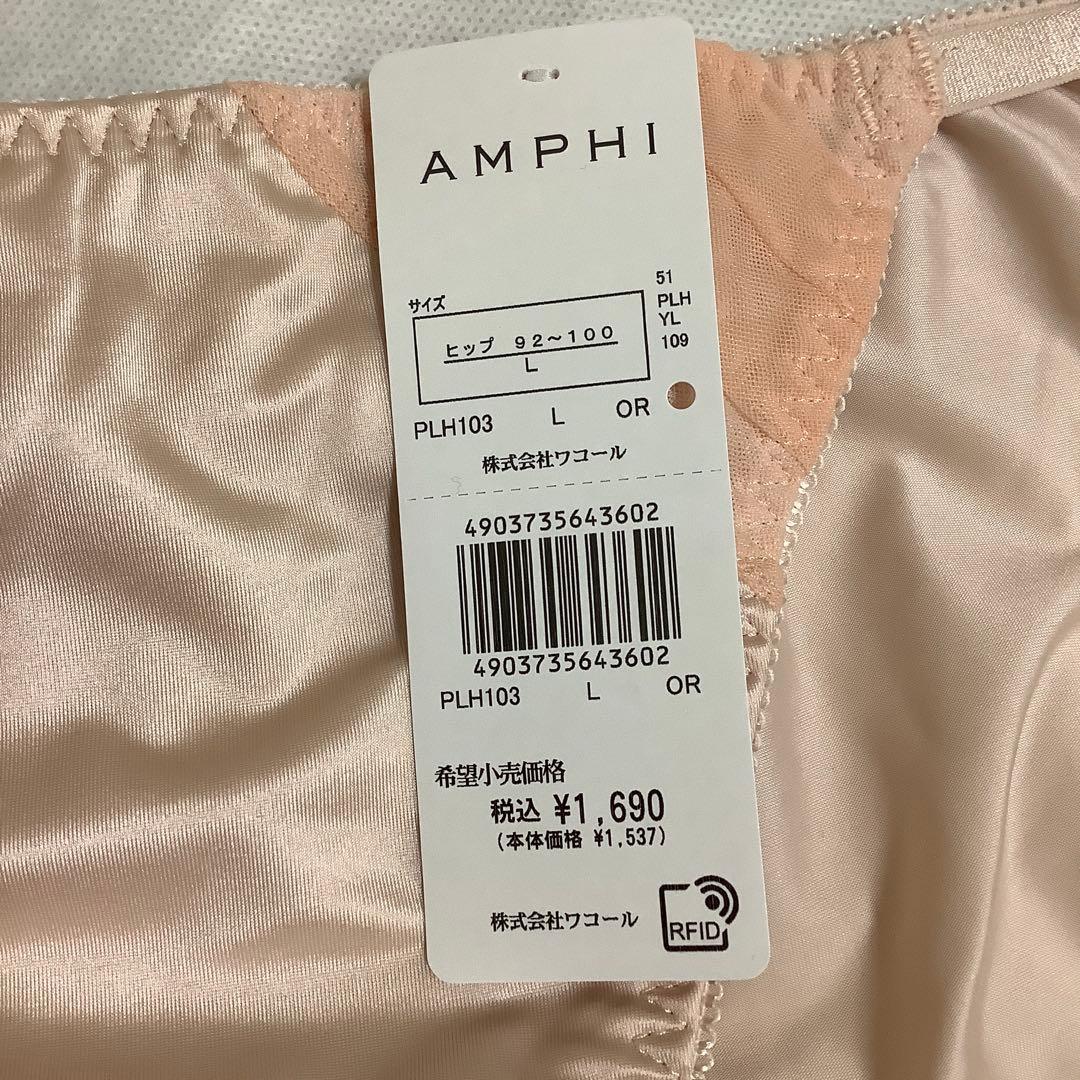 AMPHI
サイズ
ヒップ 92~100
L
51
PLH
YL
109
PLH103 L OR
株式会社ワコール
4903735643602
4903735643602
PLH103 L OR
希望小売価格
税込 ¥1,690
(本体価格 ¥1,537)
株式会社ワコール
RFID